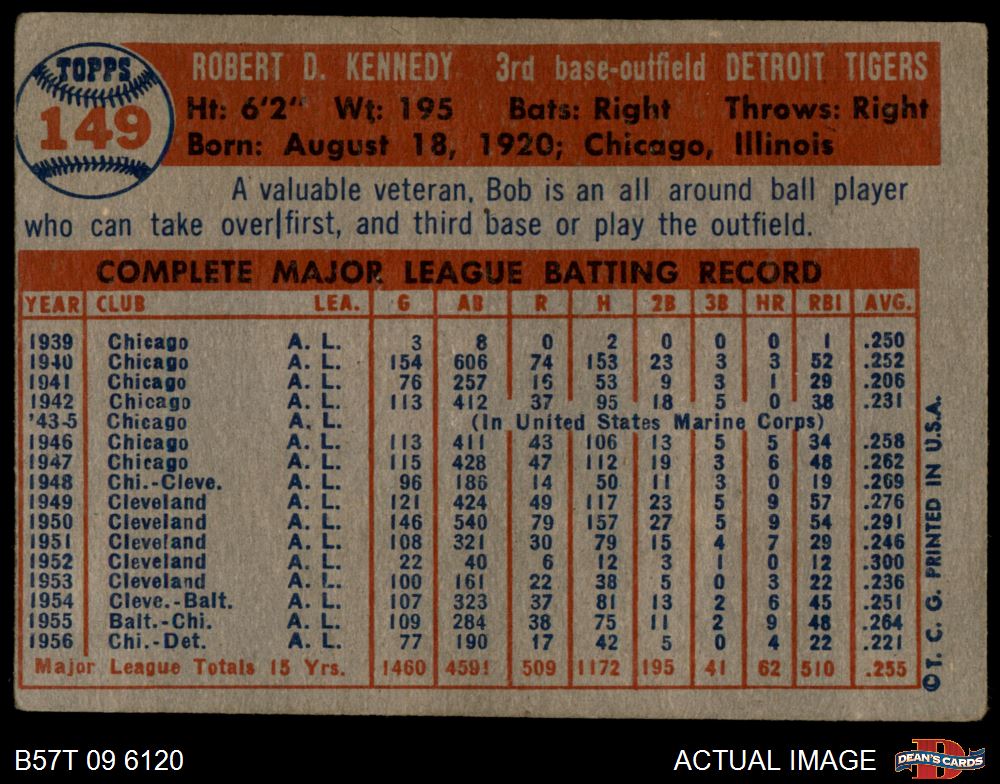 TOPPS
149
ROBERT D. KENNEDY 3rd base-outfield DETROIT TIGERS
Ht: 6'2" Wt: 195 Bats: Right Throws: Right
Born: August 18, 1920; Chicago, Illinois
A valuable veteran, Bob is an all around ball player
who can take over first, and third base or play the outfield.
COMPLETE MAJOR LEAGUE BATTING RECORD
YEAR CLUB LEA. G AB R H 2B 3B HR RBI AVG.
1939 Chicago A. L. 3 8 0 2 0 0 0 1 .250
1940 Chicago A. L. 154 606 74 153 23 3 3 52 .252
1941 Chicago A. L. 76 257 16 53 9 3 1 29 .206
1942 Chicago A. L. 113 412 37 95 18 5 0 38 .231
'43-5 Chicago A. L. (In United States Marine Corps)
1946 Chicago A. L. 113 411 43 106 13 5 5 34 .258
1947 Chicago A. L. 115 428 47 112 19 3 6 48 .262
1948 Chi.-Cleve. A. L. 96 186 14 50 11 3 0 19 .269
1949 Cleveland A. L. 121 424 49 117 23 5 9 57 .276
1950 Cleveland A. L. 146 540 79 157 27 5 9 54 .291
1951 Cleveland A. L. 108 321 30 79 15 4 7 29 .246
1952 Cleveland A. L. 22 40 6 12 3 1 0 12 .300
1953 Cleveland A. L. 100 161 22 38 5 0 3 22 .236
1954 Cleve.-Balt. A. L. 107 323 37 81 13 2 6 45 .251
1955 Balt.-Chi. A. L. 109 284 38 75 11 2 9 48 .264
1956 Chi.-Det. A. L. 77 190 17 42 5 0 4 22 .221
Major League Totals 15 Yrs. 1460 4591 509 1172 195 41 62 510 .255
© T. C. G. PRINTED IN U.S.A.
B57T 09 6120
ACTUAL IMAGE
DEAN'S CARDS